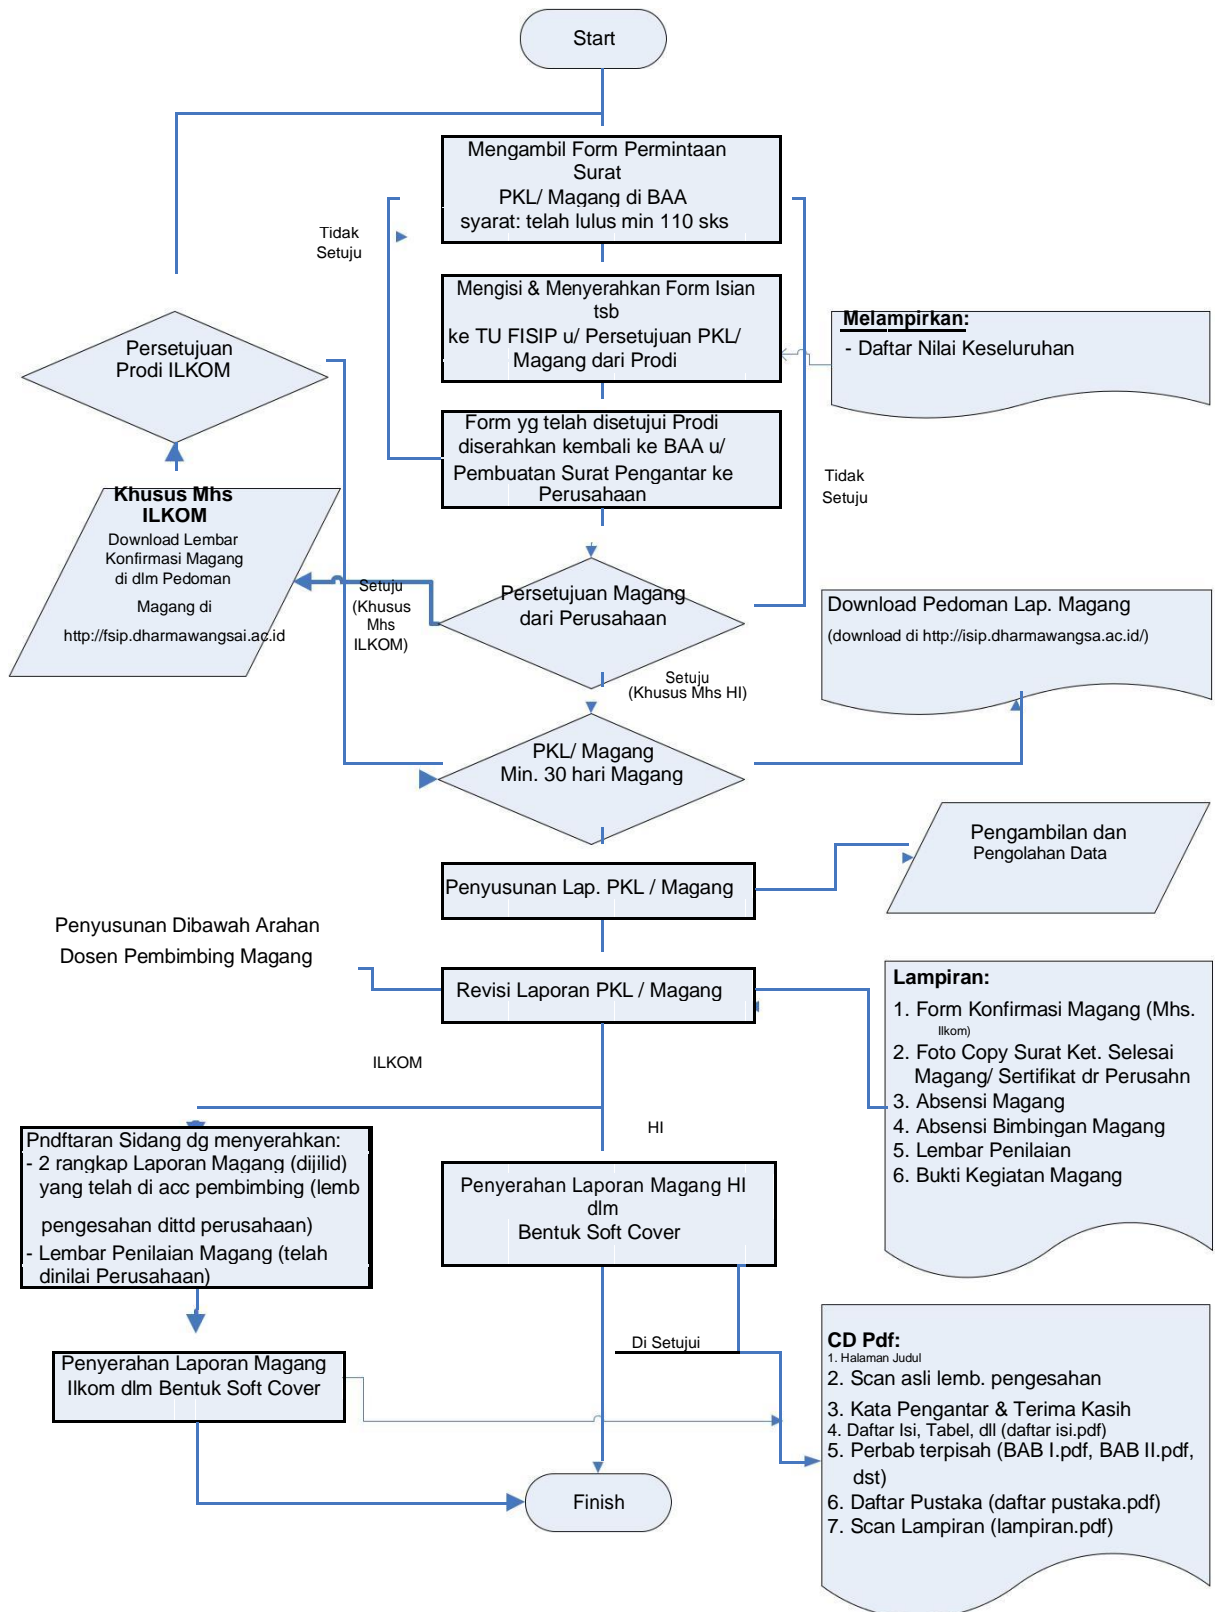 Start
Mengambil Form Permintaan
Surat
PKL/ Magang di BAA
syarat: telah lulus min 110 sks
Tidak
Setuju
Mengisi & Menyerahkan Form Isian
tsb
ke TU FISIP u/ Persetujuan PKL/
Magang dari Prodi
Melampirkan:
- Daftar Nilai Keseluruhan
Persetujuan
Prodi ILKOM
Form yg telah disetujui Prodi
diserahkan kembali ke BAA u/
Pembuatan Surat Pengantar ke
Perusahaan
Tidak
Setuju
Khusus Mhs
ILKOM
Download Lembar
Konfirmasi Magang
di dlm Pedoman
Magang di
http://fsip.dharmawangsai.ac.id
Setuju
(Khusus
Mhs
ILKOM)
Persetujuan Magang
dari Perusahaan
Download Pedoman Lap. Magang
(download di http://isip.dharmawangsa.ac.id/)
Setuju
(Khusus Mhs HI)
PKL/ Magang
Min. 30 hari Magang
Pengambilan dan
Pengolahan Data
Penyusunan Lap. PKL / Magang
Penyusunan Dibawah Arahan
Dosen Pembimbing Magang
Revisi Laporan PKL / Magang
Lampiran:
1. Form Konfirmasi Magang (Mhs.
Ilkom)
2. Foto Copy Surat Ket. Selesai
Magang/ Sertifikat dr Perusahn
3. Absensi Magang
4. Absensi Bimbingan Magang
5. Lembar Penilaian
6. Bukti Kegiatan Magang
ILKOM
HI
Pndftaran Sidang dg menyerahkan:
- 2 rangkap Laporan Magang (dijilid)
yang telah di acc pembimbing (lemb
pengesahan dittd perusahaan)
- Lembar Penilaian Magang (telah
dinilai Perusahaan)
Penyerahan Laporan Magang HI
dlm
Bentuk Soft Cover
Di Setujui
Penyerahan Laporan Magang
Ilkom dlm Bentuk Soft Cover
CD Pdf:
1. Halaman Judul
2. Scan asli lemb. pengesahan
3. Kata Pengantar & Terima Kasih
4. Daftar Isi, Tabel, dll (daftar isi.pdf)
5. Perbab terpisah (BAB I.pdf, BAB II.pdf,
dst)
6. Daftar Pustaka (daftar pustaka.pdf)
7. Scan Lampiran (lampiran.pdf)
Finish